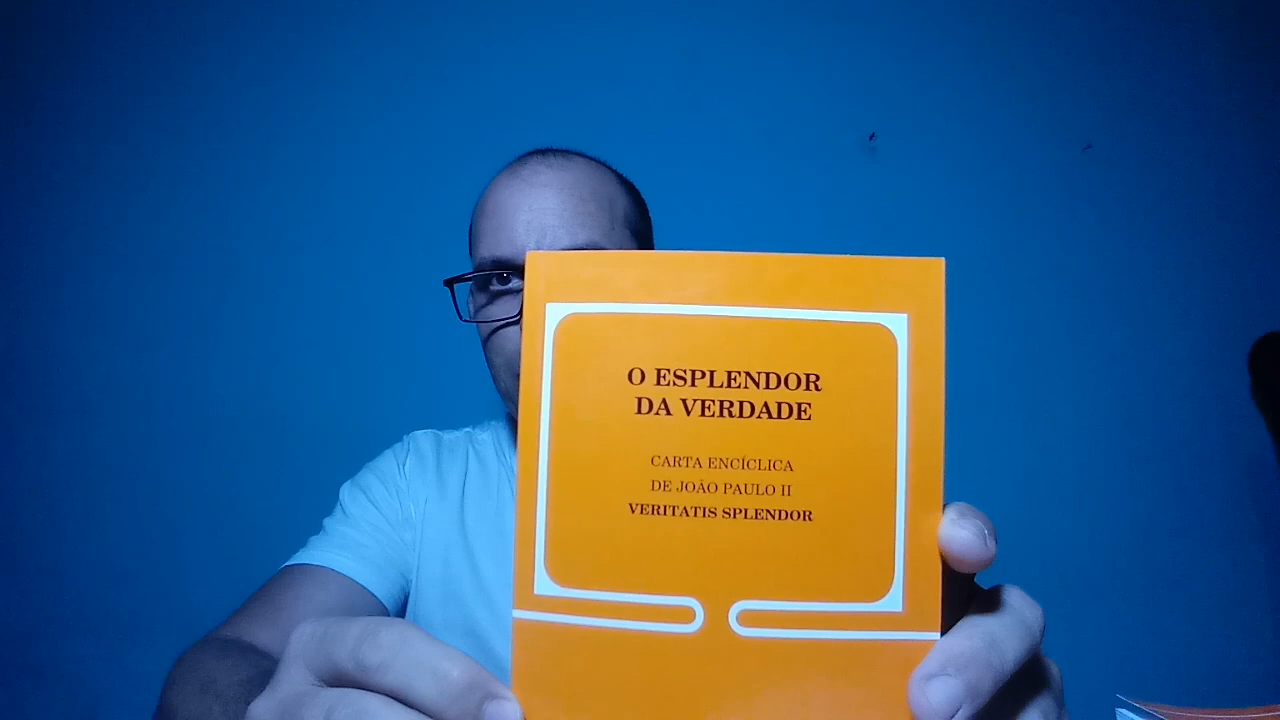 O ESPLENDOR
DA VERDADE
CARTA ENCÍCLICA
DE JOÃO PAULO II
VERITATIS SPLENDOR